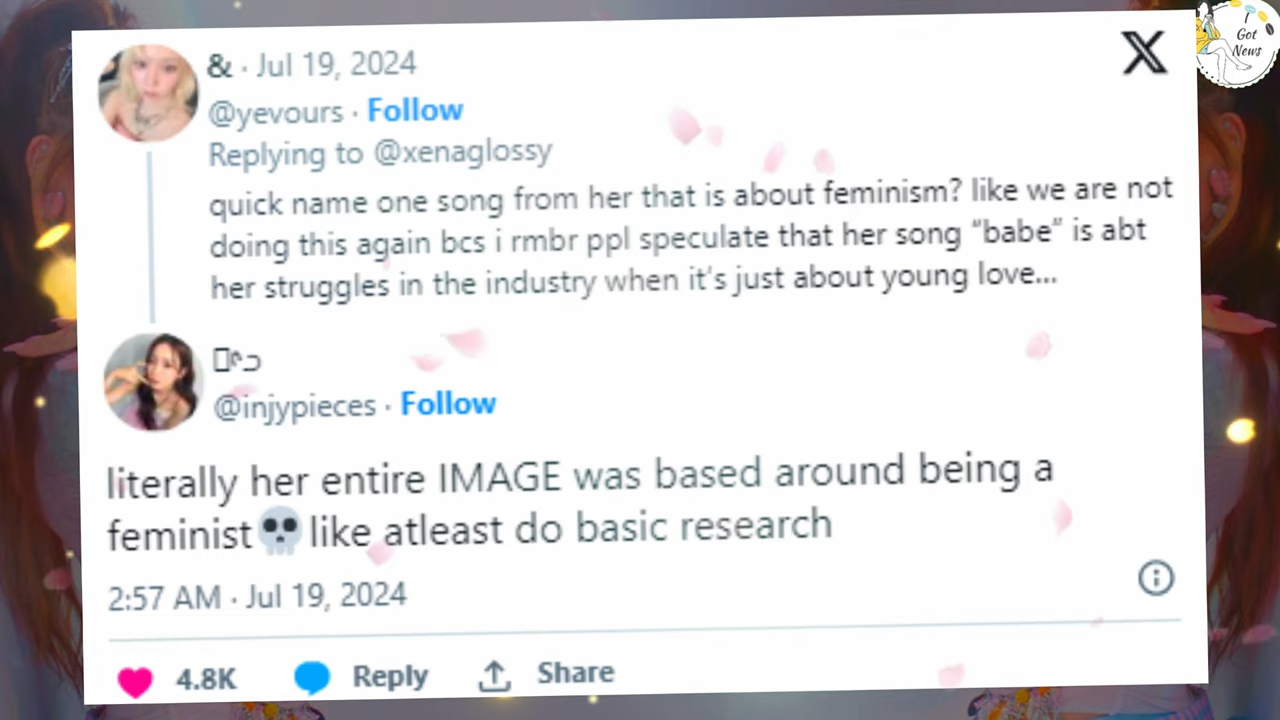 & · Jul 19, 2024
@yevours · Follow
Replying to @xenaglossy
quick name one song from her that is about feminism? like we are not
doing this again bcs i rmbr ppl speculate that her song “babe” is abt
her struggles in the industry when it's just about young love...
@injypieces · Follow
literally her entire IMAGE was based around being a
feminist💀like atleast do basic research
2:57 AM · Jul 19, 2024
4.8K Reply Share
I
Got
News